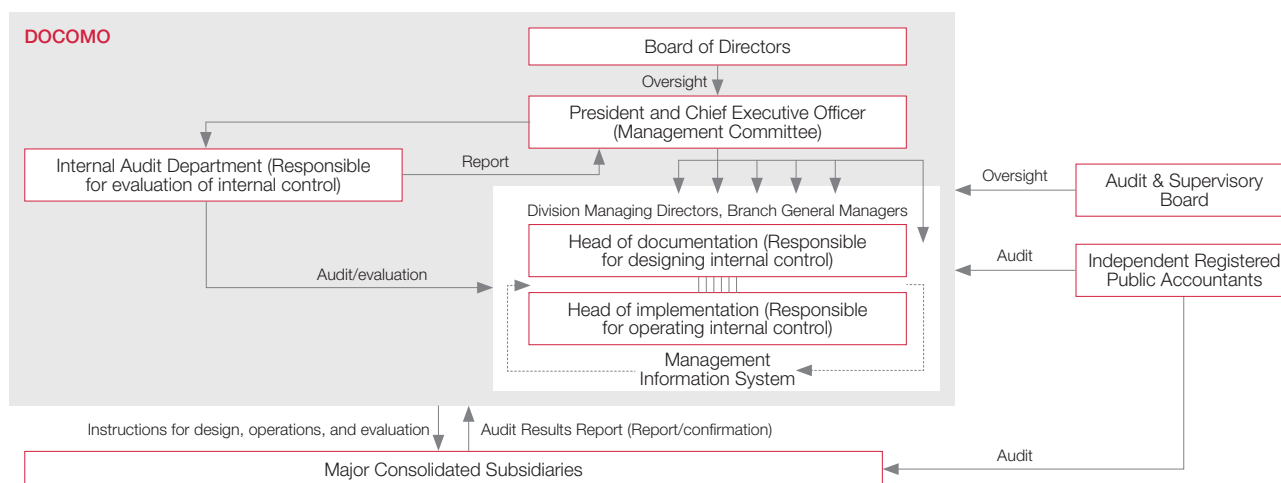 DOCOMO
Board of Directors
Oversight
President and Chief Executive Officer
(Management Committee)
Internal Audit Department (Responsible
for evaluation of internal control)
Report
Oversight
Audit & Supervisory
Board
Division Managing Directors, Branch General Managers
Head of documentation (Responsible
for designing internal control)
Audit/evaluation
Audit
Independent Registered
Public Accountants
Head of implementation (Responsible
for operating internal control)
Management
Information System
Instructions for design, operations, and evaluation
Audit Results Report (Report/confirmation)
Audit
Major Consolidated Subsidiaries